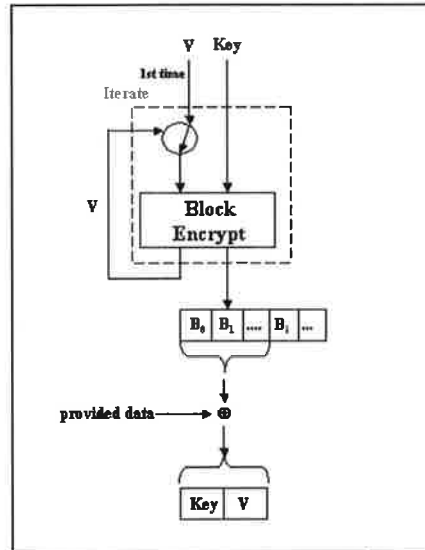 V Key
1st time
Iterate
V
Block
Encrypt
B₀ B₁ .... Bᵢ ...
provided data ⊕
Key V